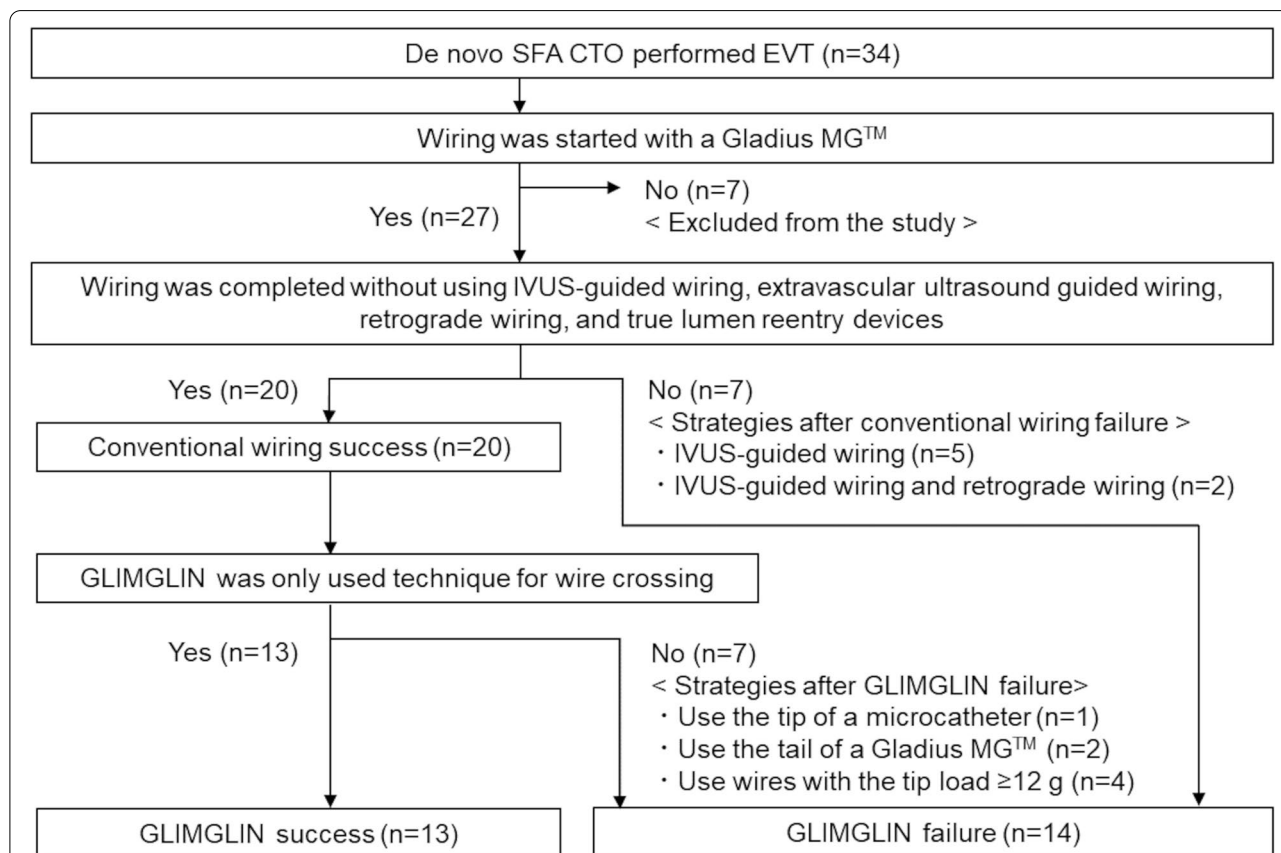 De novo SFA CTO performed EVT (n=34)
Wiring was started with a Gladius MG™
No (n=7)
< Excluded from the study >
Yes (n=27)
Wiring was completed without using IVUS-guided wiring, extravascular ultrasound guided wiring,
retrograde wiring, and true lumen reentry devices
Yes (n=20)
Conventional wiring success (n=20)
No (n=7)
< Strategies after conventional wiring failure >
・IVUS-guided wiring (n=5)
・IVUS-guided wiring and retrograde wiring (n=2)
GLIMGLIN was only used technique for wire crossing
Yes (n=13)
No (n=7)
< Strategies after GLIMGLIN failure>
・Use the tip of a microcatheter (n=1)
・Use the tail of a Gladius MG™ (n=2)
・Use wires with the tip load ≥12 g (n=4)
GLIMGLIN success (n=13)
GLIMGLIN failure (n=14)